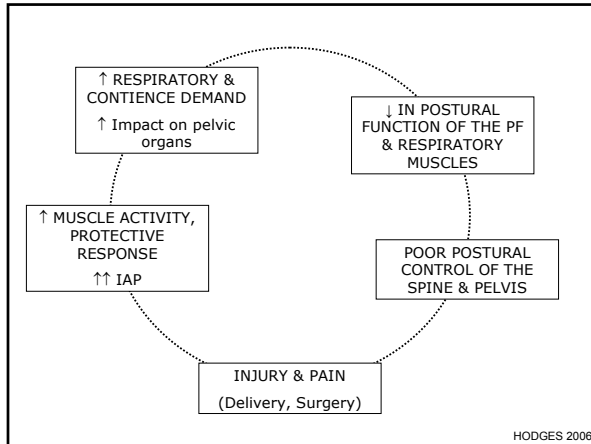 ↑ RESPIRATORY &
CONTIENCE DEMAND
↑ Impact on pelvic
organs
↓ IN POSTURAL
FUNCTION OF THE PF
& RESPIRATORY
MUSCLES
↑ MUSCLE ACTIVITY,
PROTECTIVE
RESPONSE
↑↑ IAP
POOR POSTURAL
CONTROL OF THE
SPINE & PELVIS
INJURY & PAIN
(Delivery, Surgery)
HODGES 2006